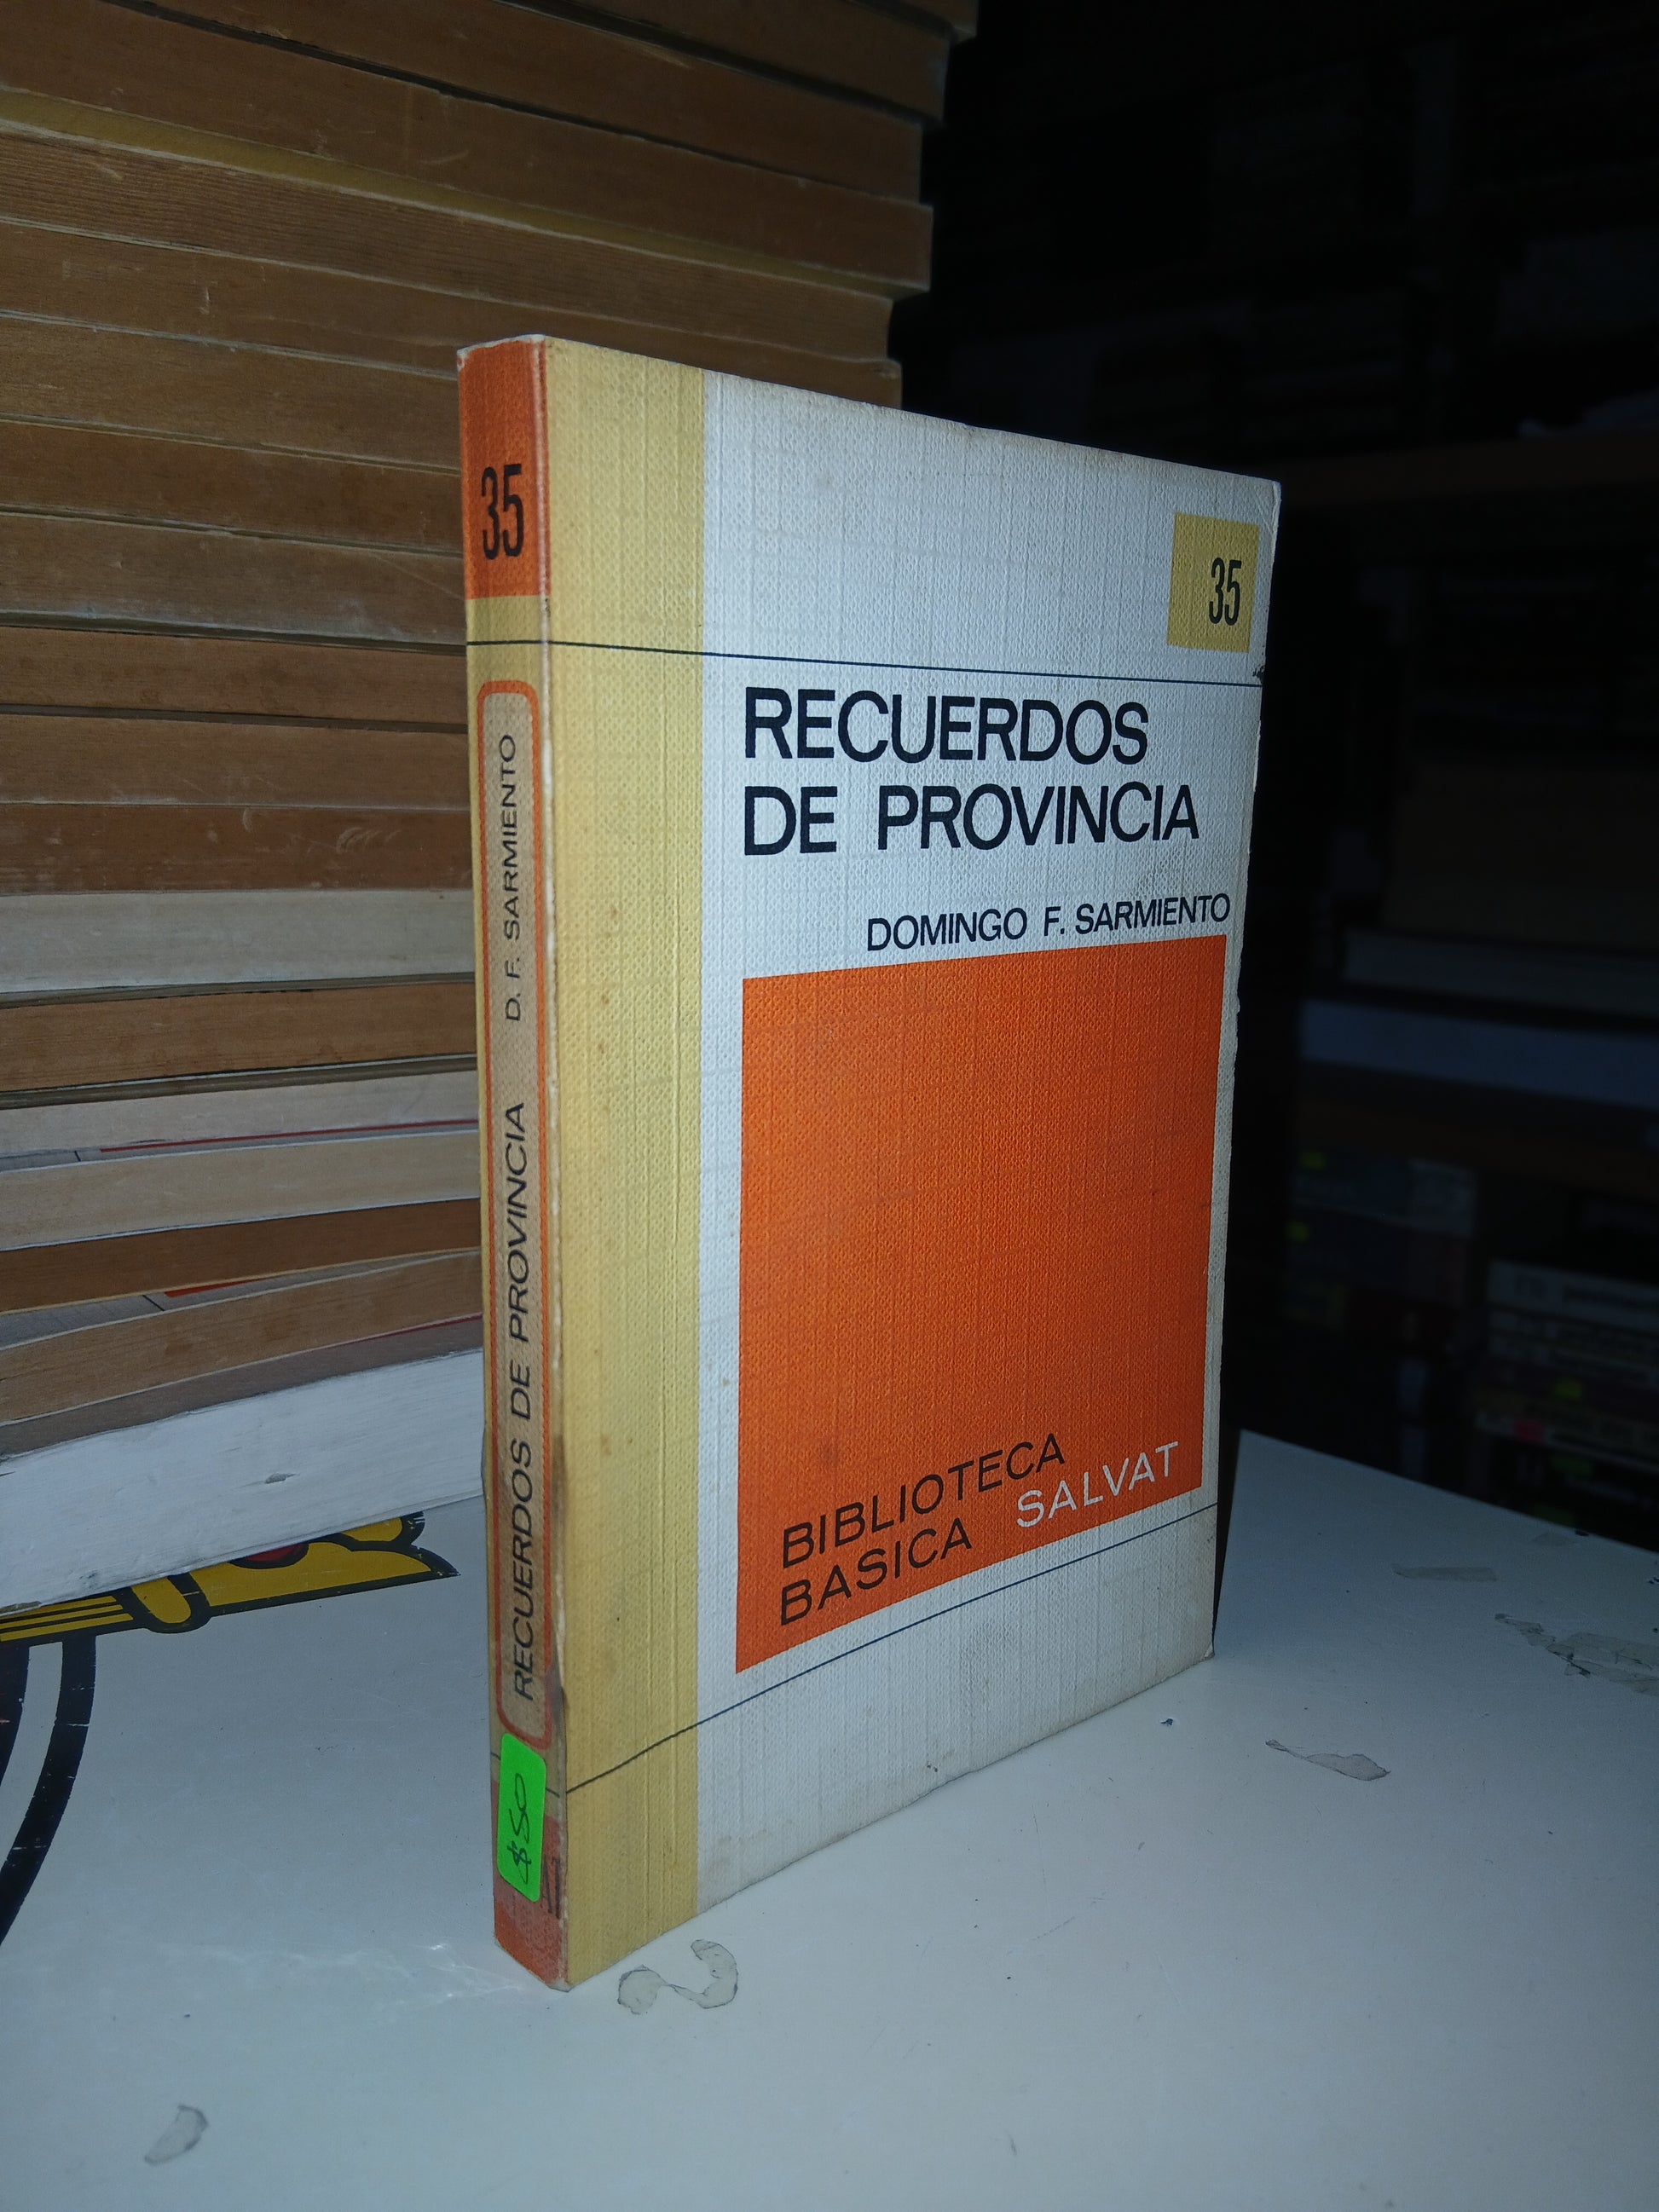 35
D. F. SARMIENTO
RECUERDOS DE PROVINCIA
$50
35
RECUERDOS
DE PROVINCIA
DOMINGO F. SARMIENTO
BIBLIOTECA
BASICA SALVAT